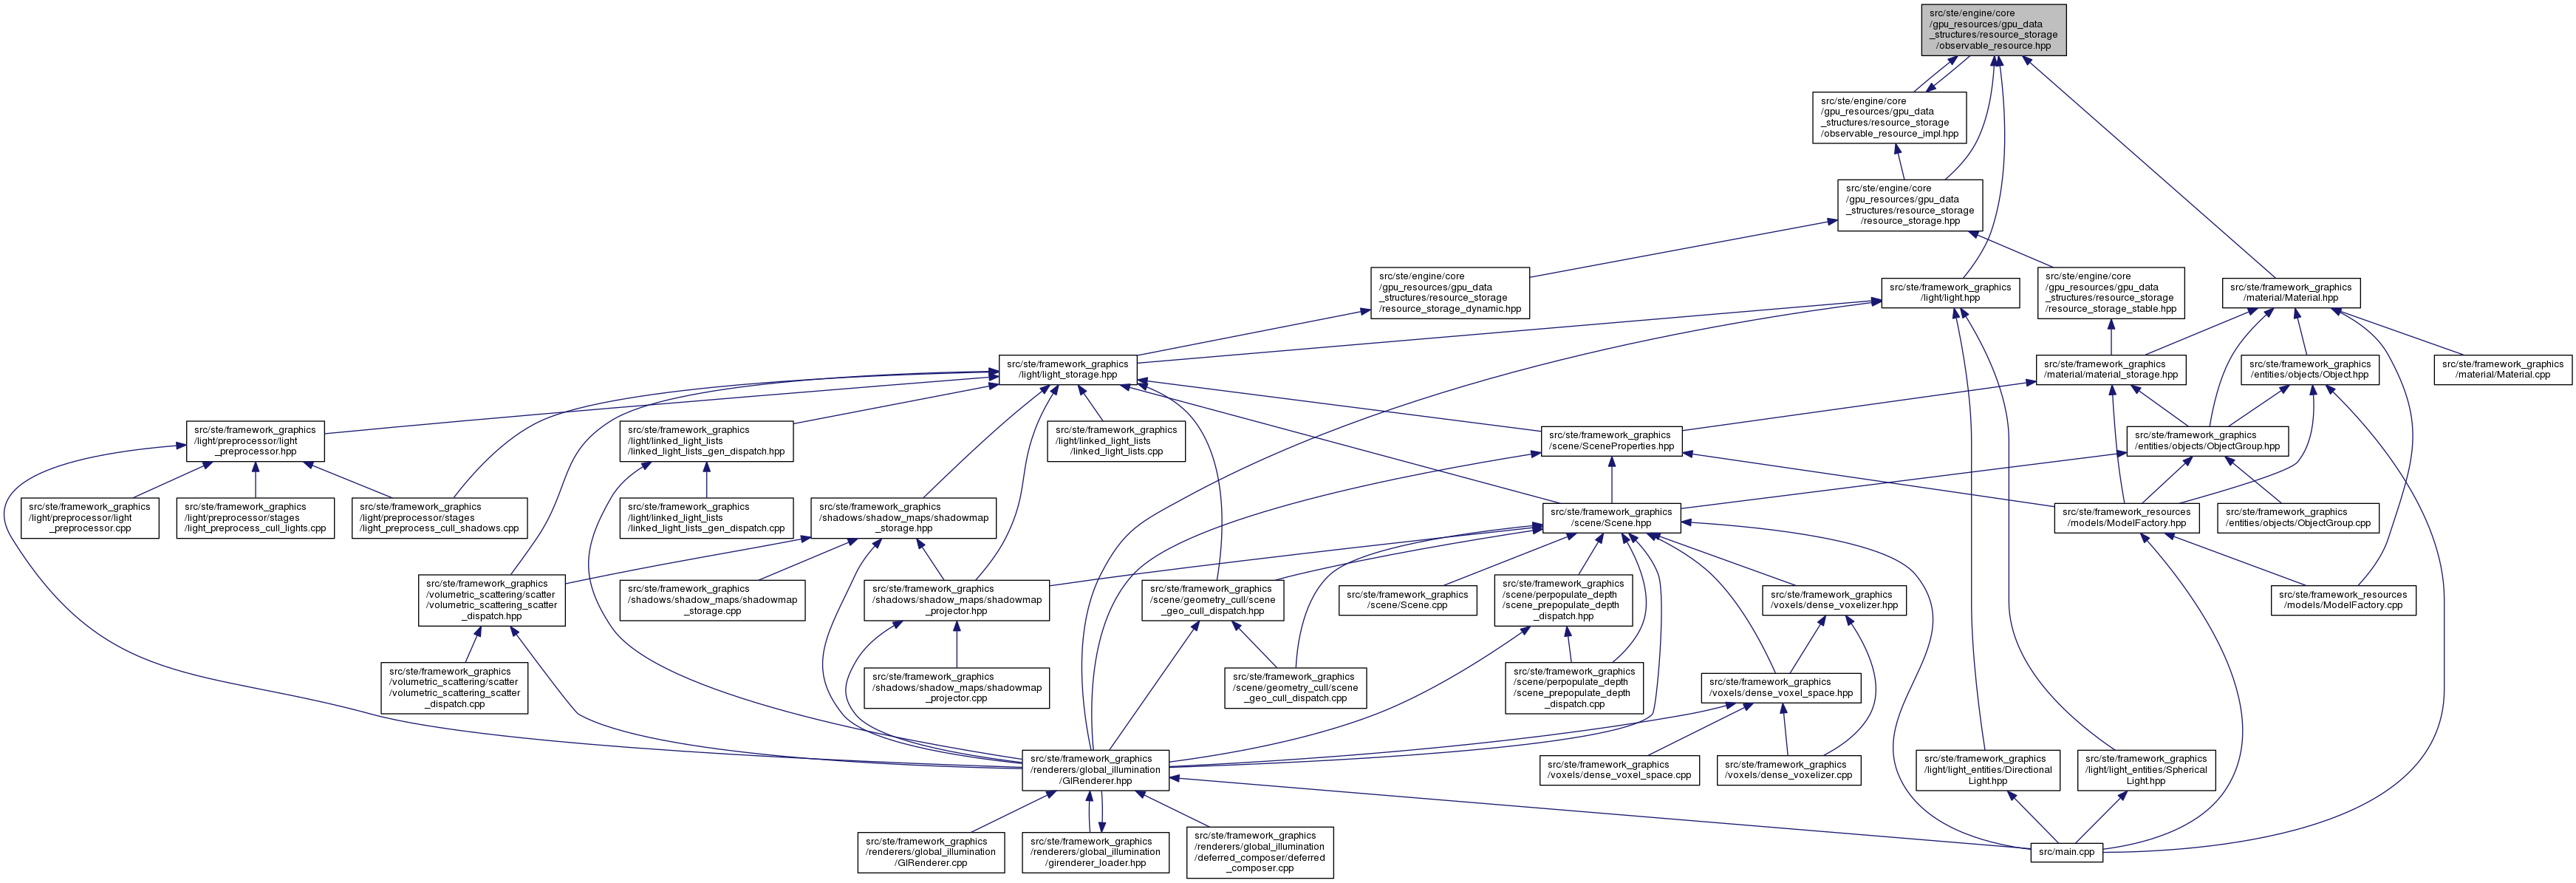 src/ste/engine/core
/gpu_resources/gpu_data
_structures/resource_storage
/observable_resource.hpp
src/ste/engine/core
/gpu_resources/gpu_data
_structures/resource_storage
/observable_resource_impl.hpp
src/ste/engine/core
/gpu_resources/gpu_data
_structures/resource_storage
/resource_storage.hpp
src/ste/engine/core
/gpu_resources/gpu_data
_structures/resource_storage
/resource_storage_dynamic.hpp
src/ste/framework_graphics
/light/light.hpp
src/ste/engine/core
/gpu_resources/gpu_data
_structures/resource_storage
/resource_storage_stable.hpp
src/ste/framework_graphics
/material/Material.hpp
src/ste/framework_graphics
/light/light_storage.hpp
src/ste/framework_graphics
/material/material_storage.hpp
src/ste/framework_graphics
/entities/objects/Object.hpp
src/ste/framework_graphics
/material/Material.cpp
src/ste/framework_graphics
/light/preprocessor/light
_preprocessor.hpp
src/ste/framework_graphics
/light/linked_light_lists
/linked_light_lists_gen_dispatch.hpp
src/ste/framework_graphics
/light/linked_light_lists
/linked_light_lists.cpp
src/ste/framework_graphics
/scene/SceneProperties.hpp
src/ste/framework_graphics
/entities/objects/ObjectGroup.hpp
src/ste/framework_graphics
/light/preprocessor/light
_preprocessor.cpp
src/ste/framework_graphics
/light/preprocessor/stages
/light_preprocess_cull_lights.cpp
src/ste/framework_graphics
/light/preprocessor/stages
/light_preprocess_cull_shadows.cpp
src/ste/framework_graphics
/light/linked_light_lists
/linked_light_lists_gen_dispatch.cpp
src/ste/framework_graphics
/shadows/shadow_maps/shadowmap
_storage.hpp
src/ste/framework_graphics
/scene/Scene.hpp
src/ste/framework_resources
/models/ModelFactory.hpp
src/ste/framework_graphics
/entities/objects/ObjectGroup.cpp
src/ste/framework_graphics
/volumetric_scattering/scatter
/volumetric_scattering_scatter
_dispatch.hpp
src/ste/framework_graphics
/shadows/shadow_maps/shadowmap
_storage.cpp
src/ste/framework_graphics
/shadows/shadow_maps/shadowmap
_projector.hpp
src/ste/framework_graphics
/scene/geometry_cull/scene
_geo_cull_dispatch.hpp
src/ste/framework_graphics
/scene/Scene.cpp
src/ste/framework_graphics
/scene/perpopulate_depth
/scene_prepopulate_depth
_dispatch.hpp
src/ste/framework_graphics
/voxels/dense_voxelizer.hpp
src/ste/framework_resources
/models/ModelFactory.cpp
src/ste/framework_graphics
/volumetric_scattering/scatter
/volumetric_scattering_scatter
_dispatch.cpp
src/ste/framework_graphics
/shadows/shadow_maps/shadowmap
_projector.cpp
src/ste/framework_graphics
/scene/geometry_cull/scene
_geo_cull_dispatch.cpp
src/ste/framework_graphics
/scene/perpopulate_depth
/scene_prepopulate_depth
_dispatch.cpp
src/ste/framework_graphics
/voxels/dense_voxel_space.hpp
src/ste/framework_graphics
/renderers/global_illumination
/GIRenderer.hpp
src/ste/framework_graphics
/voxels/dense_voxel_space.cpp
src/ste/framework_graphics
/voxels/dense_voxelizer.cpp
src/ste/framework_graphics
/light/light_entities/Directional
Light.hpp
src/ste/framework_graphics
/light/light_entities/Spherical
Light.hpp
src/ste/framework_graphics
/renderers/global_illumination
/GIRenderer.cpp
src/ste/framework_graphics
/renderers/global_illumination
/girenderer_loader.hpp
src/ste/framework_graphics
/renderers/global_illumination
/deferred_composer/deferred
_composer.cpp
src/main.cpp